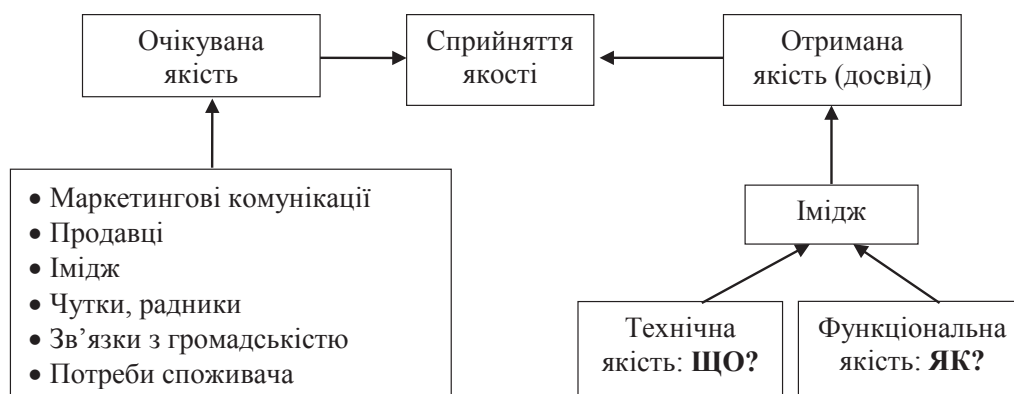 Очікувана
якість
Сприйняття
якості
Отримана
якість (досвід)
• Маркетингові комунікації
• Продавці
• Імідж
• Чутки, радники
• Зв’язки з громадськістю
• Потреби споживача
Імідж
Технічна
якість: ЩО?
Функціональна
якість: ЯК?